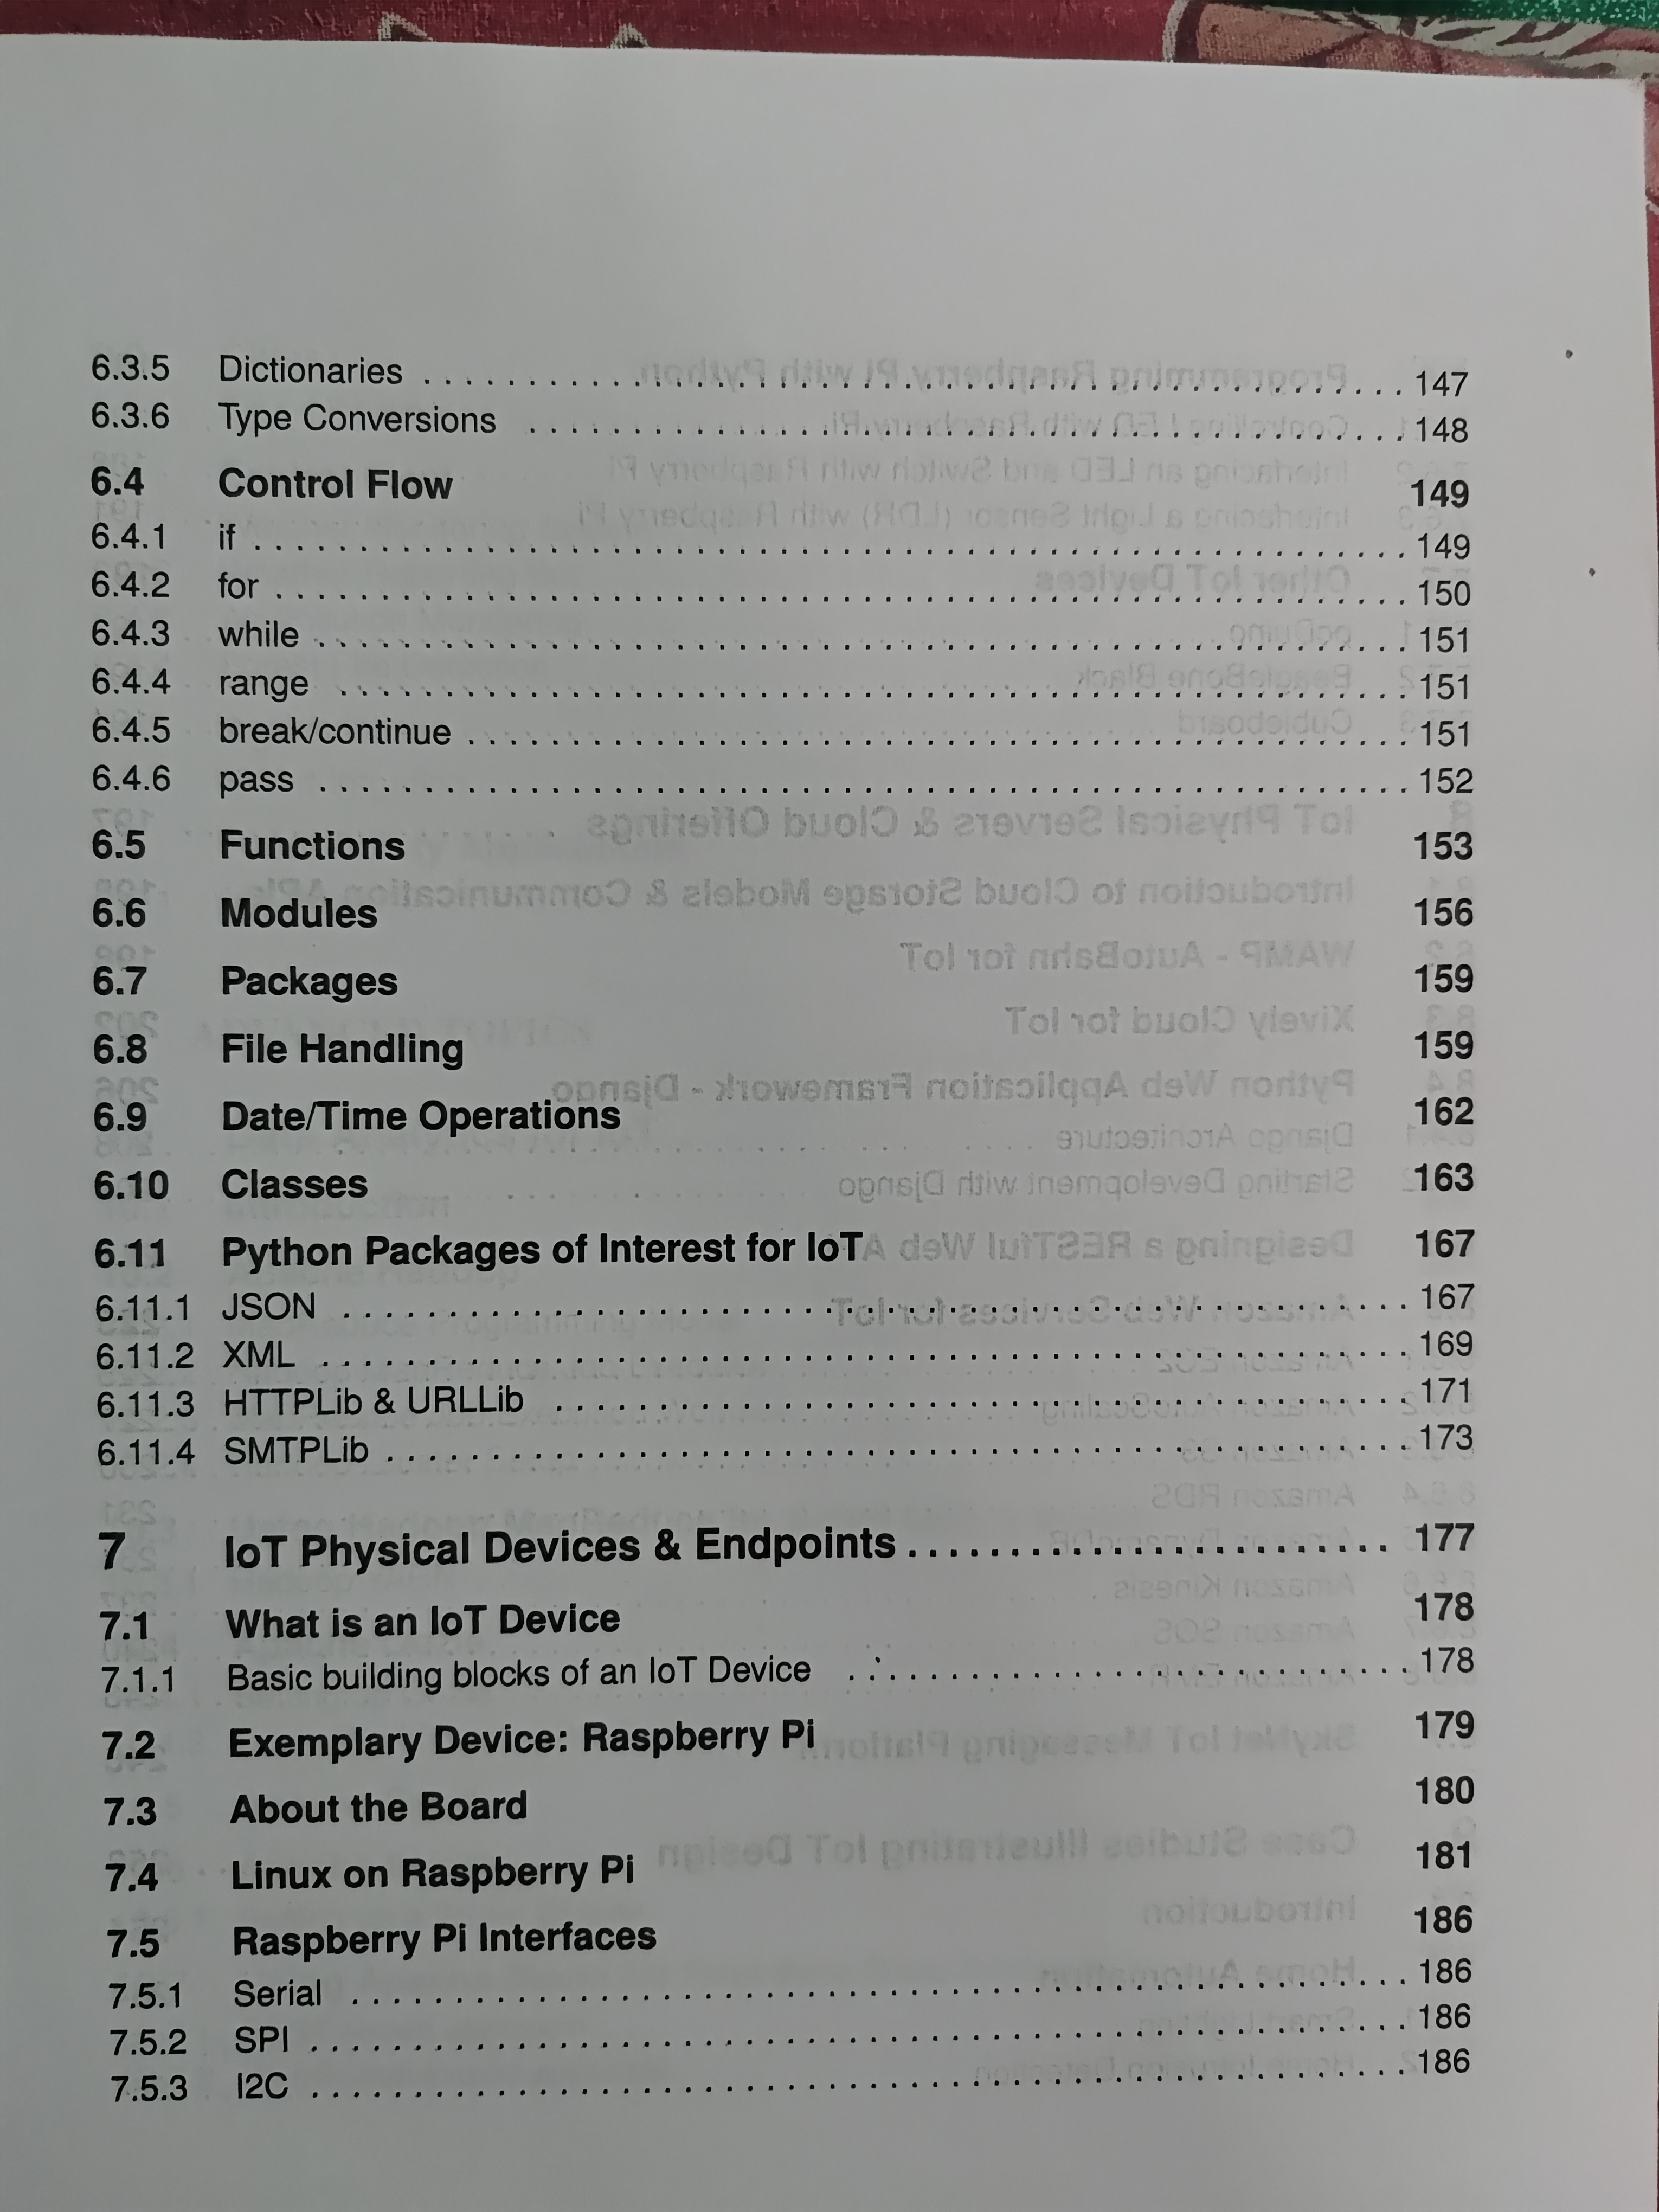 6.3.5 Dictionaries . . . . . . . . . . . . . . . . . . . . 147
6.3.6 Type Conversions . . . . . . . . . . . . . . . . . . . . 148
6.4 Control Flow 149
6.4.1 if . . . . . . . . . . . . . . . . . . . . 149
6.4.2 for . . . . . . . . . . . . . . . . . . . . 150
6.4.3 while . . . . . . . . . . . . . . . . . . . . 151
6.4.4 range . . . . . . . . . . . . . . . . . . . . 151
6.4.5 break/continue . . . . . . . . . . . . . . . . . . . . 151
6.4.6 pass . . . . . . . . . . . . . . . . . . . . 152
6.5 Functions 153
6.6 Modules 156
6.7 Packages 159
6.8 File Handling 159
6.9 Date/Time Operations 162
6.10 Classes 163
6.11 Python Packages of Interest for IoT 167
6.11.1 JSON . . . . . . . . . . . . . . . . . . . . 167
6.11.2 XML . . . . . . . . . . . . . . . . . . . . 169
6.11.3 HTTPLib & URLLib . . . . . . . . . . . . . . . . . . . . 171
6.11.4 SMTPLib . . . . . . . . . . . . . . . . . . . . 173
7 IoT Physical Devices & Endpoints . . . . . . . . . . . . . . . . . . . . 177
7.1 What is an IoT Device 178
7.1.1 Basic building blocks of an IoT Device . . . . . . . . . . . . . . . . . . . . 178
7.2 Exemplary Device: Raspberry Pi 179
7.3 About the Board 180
7.4 Linux on Raspberry Pi 181
7.5 Raspberry Pi Interfaces 186
7.5.1 Serial . . . . . . . . . . . . . . . . . . . . 186
7.5.2 SPI . . . . . . . . . . . . . . . . . . . . 186
7.5.3 I2C . . . . . . . . . . . . . . . . . . . . 186